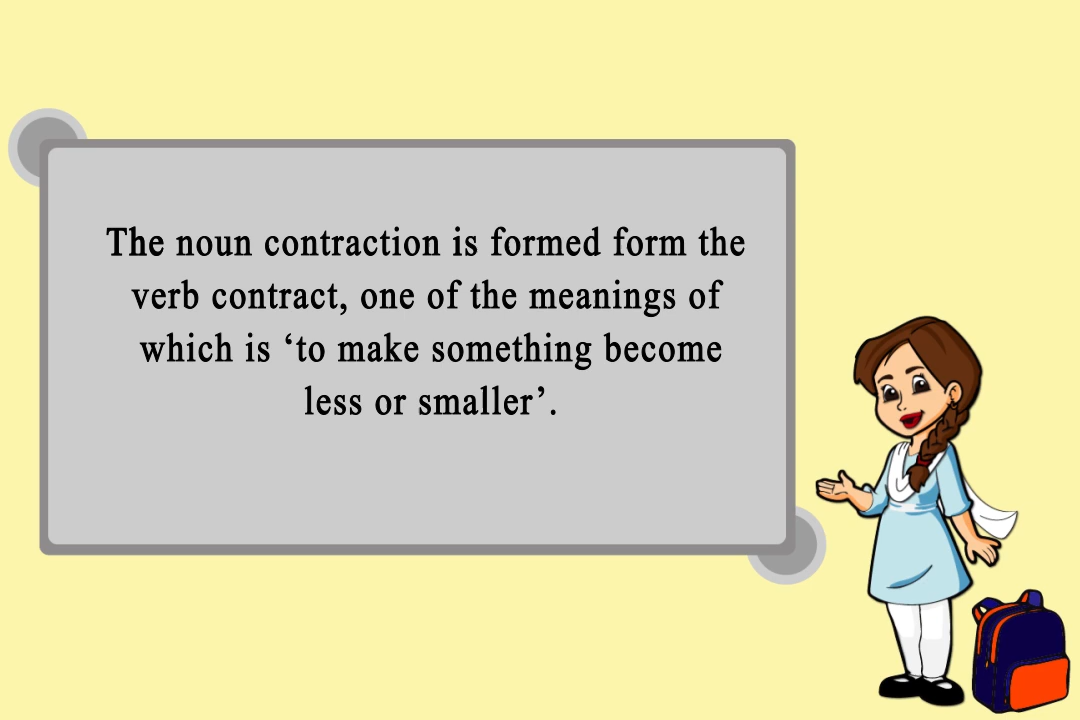 The noun contraction is formed form the
verb contract, one of the meanings of
which is ‘to make something become
less or smaller’.